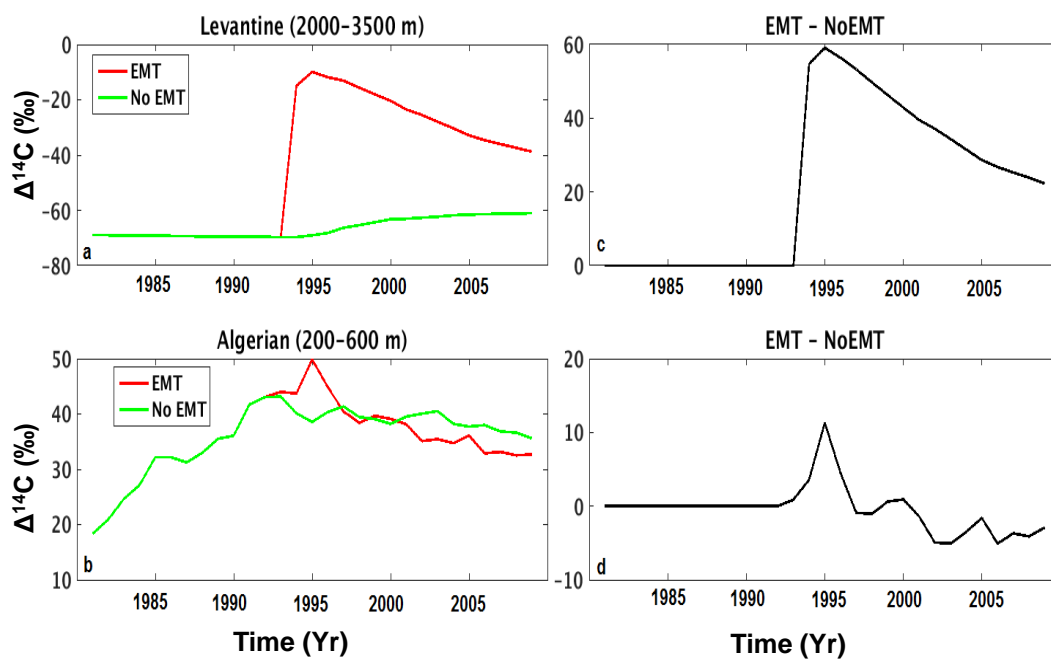 Levantine (2000–3500 m)
Δ¹⁴C (‰)
0
−20
−40
−60
−80
EMT
No EMT
a
1985 1990 1995 2000 2005
EMT – NoEMT
60
40
20
0
c
1985 1990 1995 2000 2005
Algerian (200–600 m)
Δ¹⁴C (‰)
50
40
30
20
10
EMT
No EMT
b
1985 1990 1995 2000 2005
Time (Yr)
EMT – NoEMT
20
10
0
−10
d
1985 1990 1995 2000 2005
Time (Yr)